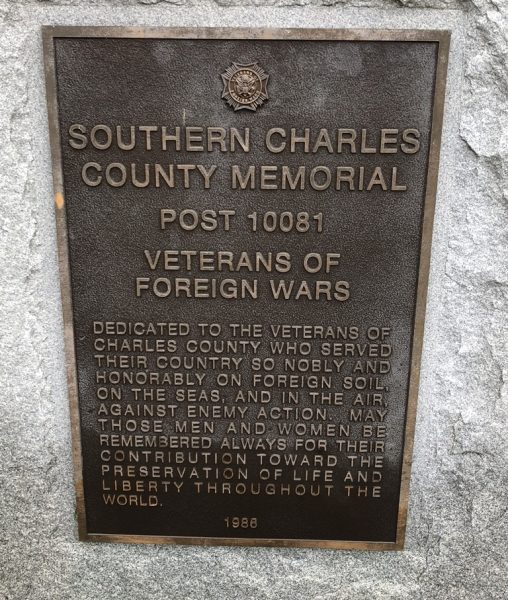 SOUTHERN CHARLES
COUNTY MEMORIAL
POST 10081
VETERANS OF
FOREIGN WARS
DEDICATED TO THE VETERANS OF
CHARLES COUNTY WHO SERVED
THEIR COUNTRY SO NOBLY AND
HONORABLY ON FOREIGN SOIL,
ON THE SEAS, AND IN THE AIR,
AGAINST ENEMY ACTION. MAY
THOSE MEN AND WOMEN BE
REMEMBERED ALWAYS FOR THEIR
CONTRIBUTION TOWARD THE
PRESERVATION OF LIFE AND
LIBERTY THROUGHOUT THE
WORLD.
1986